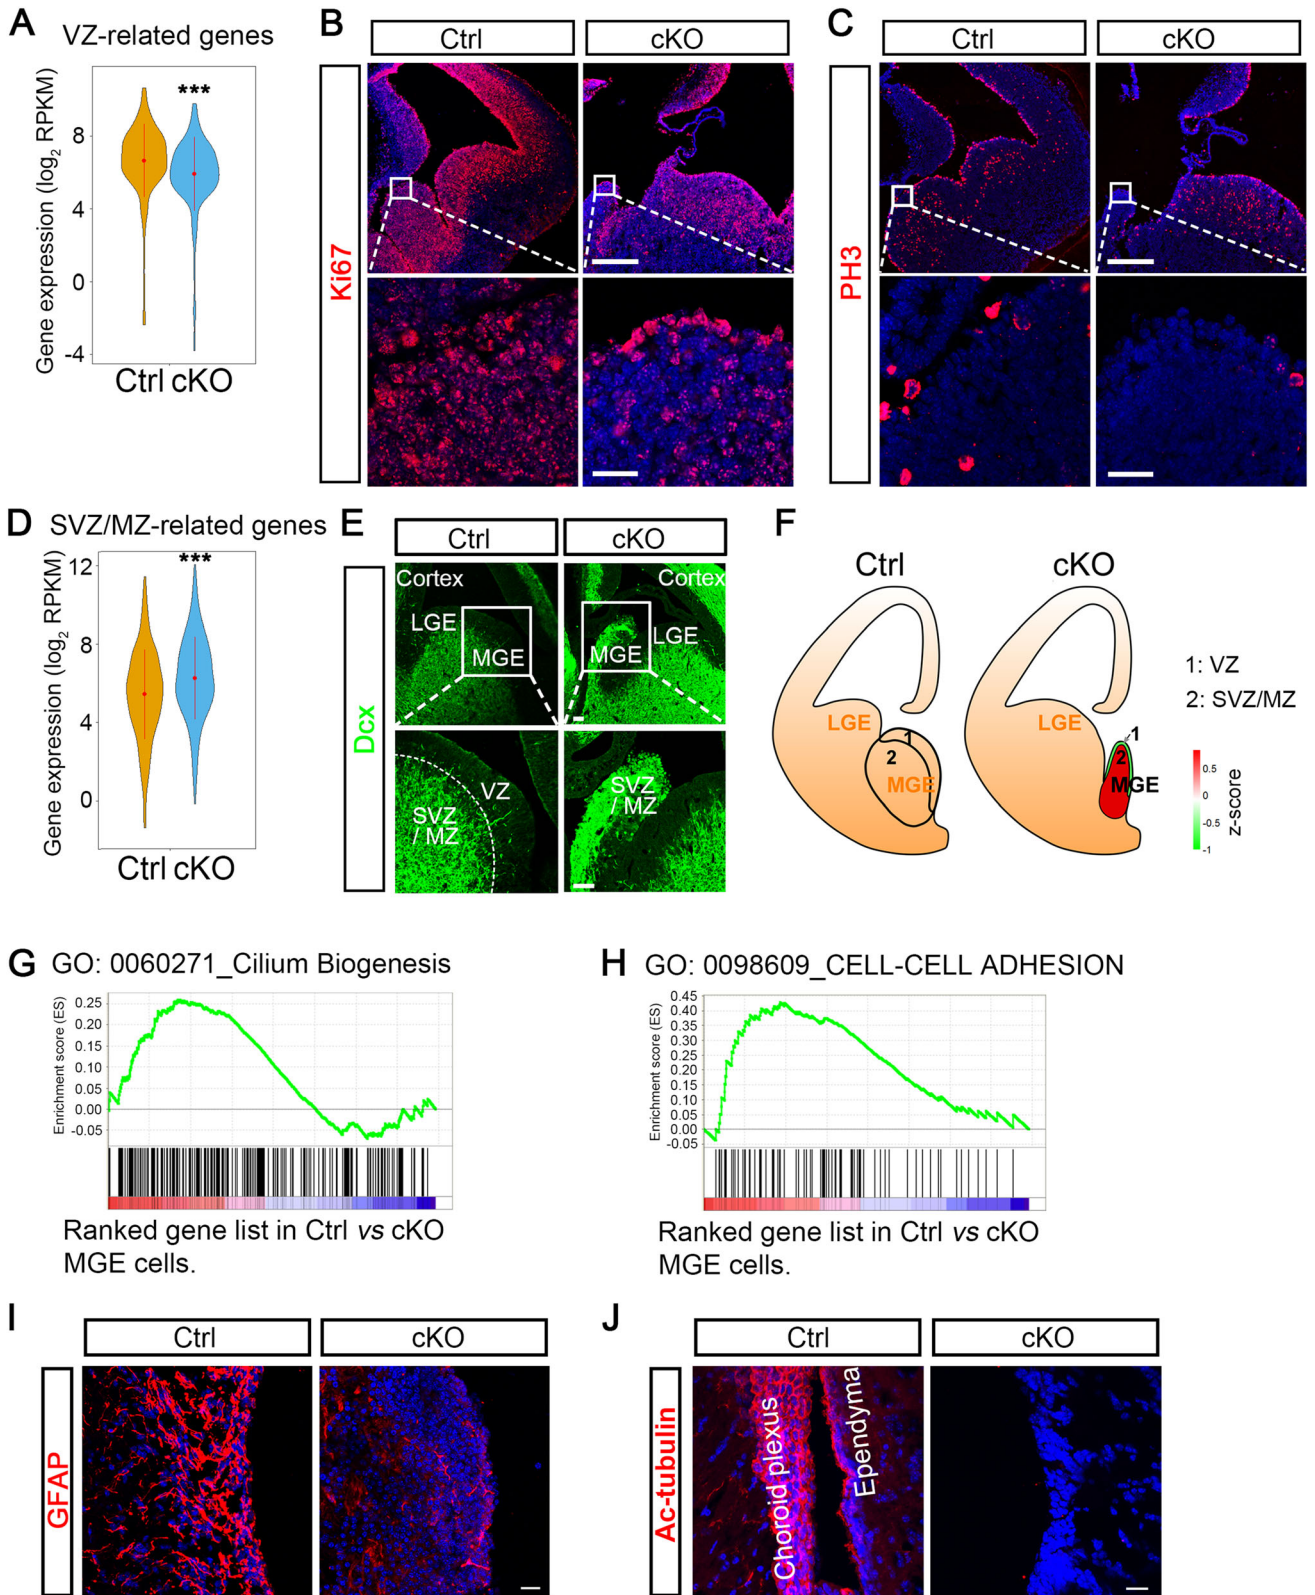 A VZ-related genes
Gene expression (log2 RPKM)
8
4
0
-4
***
Ctrl cKO
B
Ctrl
cKO
Ki67
C
Ctrl
cKO
PH3
D SVZ/MZ-related genes
Gene expression (log2 RPKM)
12
8
4
0
***
Ctrl cKO
E
Ctrl
cKO
Dcx
Cortex
LGE
MGE
Cortex
LGE
MGE
VZ
SVZ
/ MZ
SVZ
/ MZ
F
Ctrl
cKO
LGE
1
2
MGE
LGE
1
2
MGE
1: VZ
2: SVZ/MZ
0.5
0
-0.5
-1
z-score
G GO: 0060271_Cilium Biogenesis
Enrichment score (ES)
0.25
0.20
0.15
0.10
0.05
0.00
-0.05
Ranked gene list in Ctrl vs cKO
MGE cells.
H GO: 0098609_CELL-CELL ADHESION
Enrichment score (ES)
0.45
0.40
0.35
0.30
0.25
0.20
0.15
0.10
0.05
0.00
-0.05
Ranked gene list in Ctrl vs cKO
MGE cells.
I
Ctrl
cKO
GFAP
J
Ctrl
cKO
Ac-tubulin
Choroid plexus
Ependyma